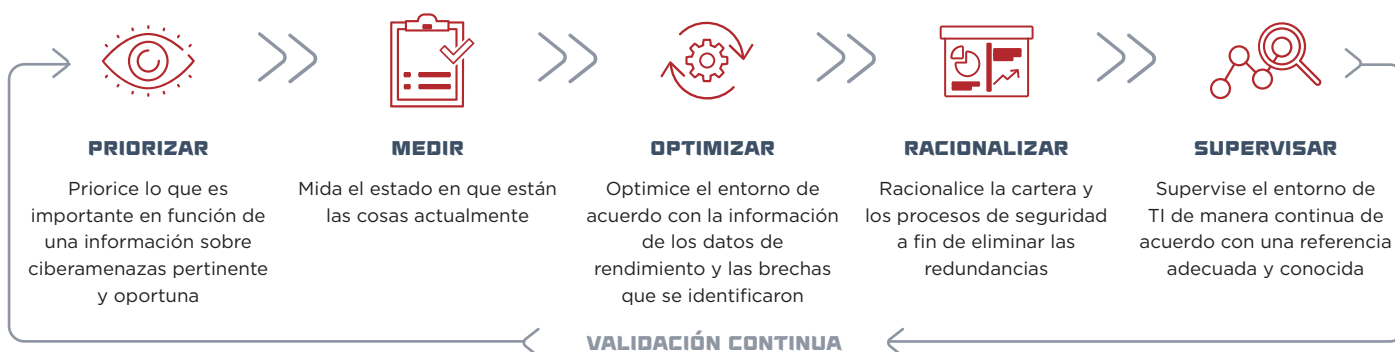 PRIORIZAR
Priorice lo que es
importante en función de
una información sobre
ciberamenazas pertinente
y oportuna
MEDIR
Mida el estado en que están
las cosas actualmente
OPTIMIZAR
Optimice el entorno de
acuerdo con la información
de los datos de
rendimiento y las brechas
que se identificaron
RACIONALIZAR
Racionalice la cartera y
los procesos de seguridad
a fin de eliminar las
redundancias
SUPERVISAR
Supervise el entorno de
TI de manera continua de
acuerdo con una referencia
adecuada y conocida
VALIDACIÓN CONTINUA